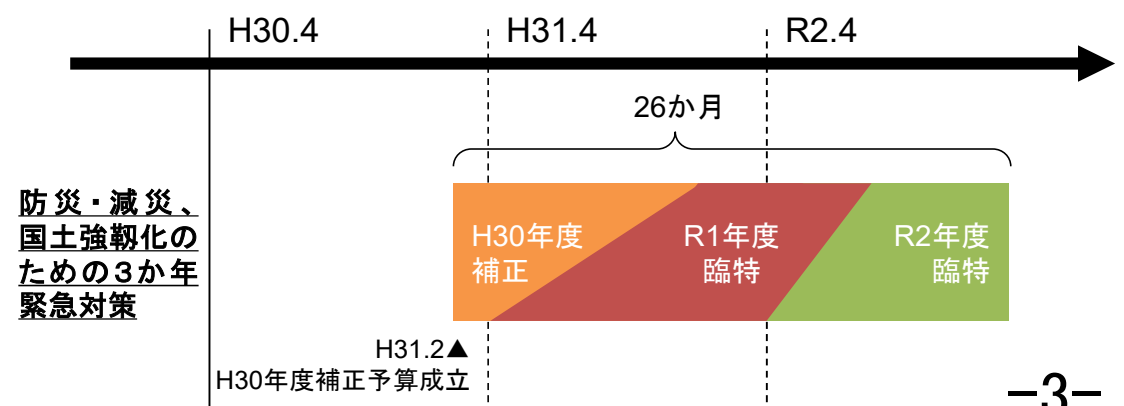 H30.4
H31.4
R2.4
26か月
防災・減災、
国土強靱化の
ための3か年
緊急対策
H30年度
補正
R1年度
臨特
R2年度
臨特
H31.2▲
H30年度補正予算成立
−3−